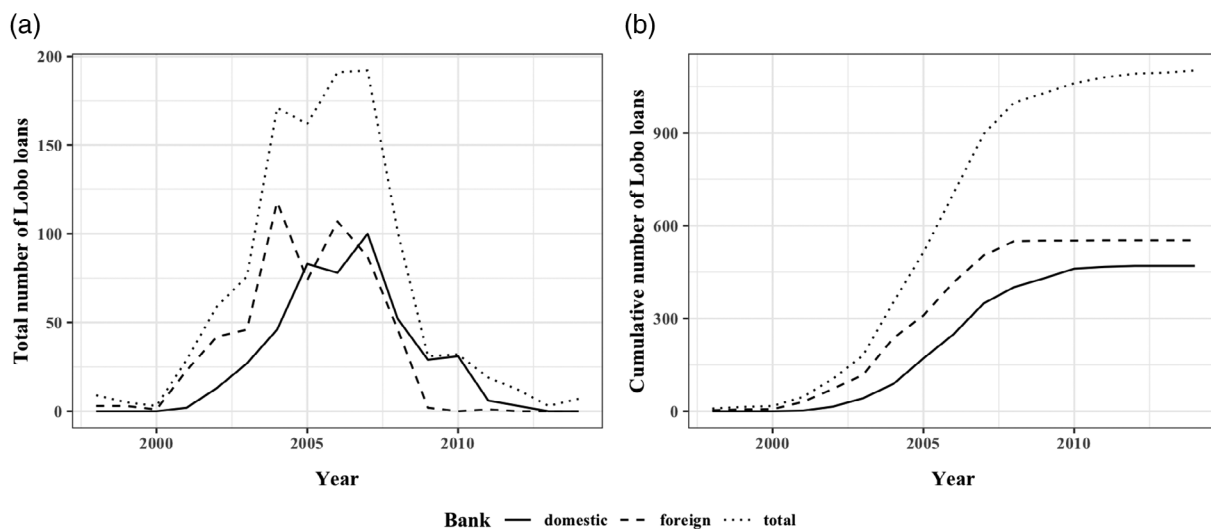 (a)
Total number of Lobo loans
200
150
100
50
0
2000
2005
2010
Year
(b)
Cumulative number of Lobo loans
900
600
300
0
2000
2005
2010
Year
Bank domestic foreign total